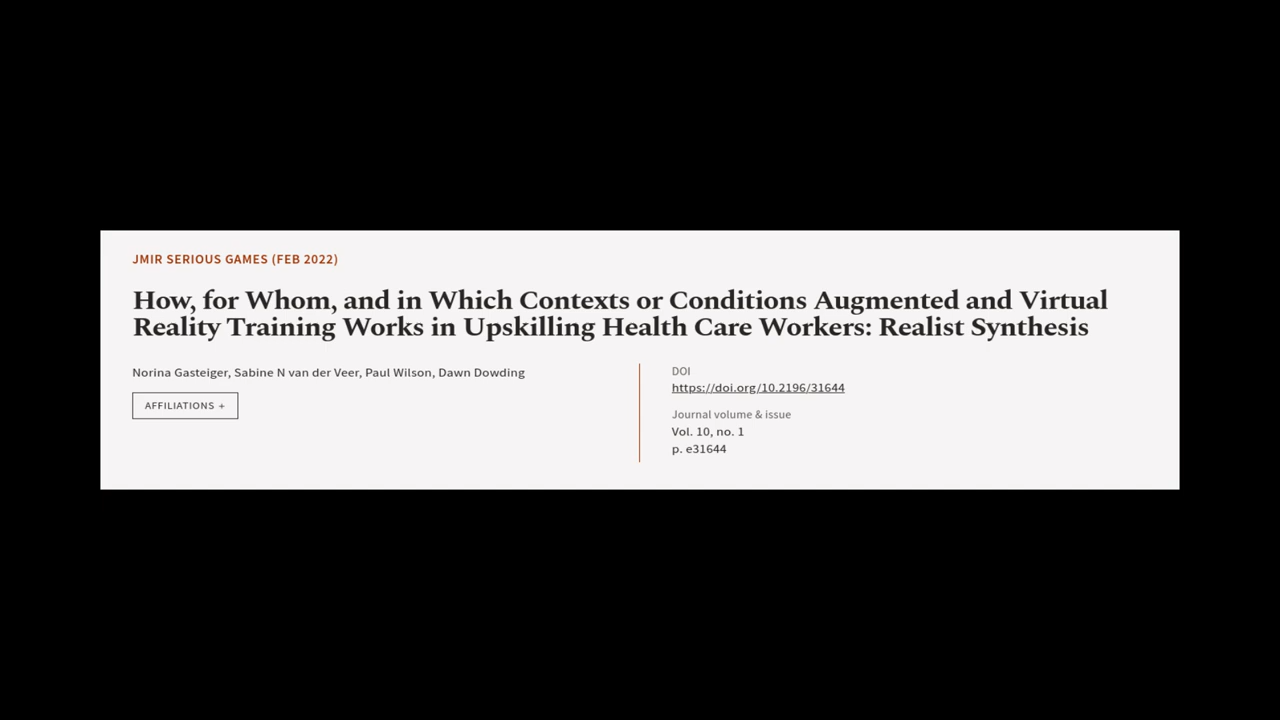 JMIR SERIOUS GAMES (FEB 2022)
How, for Whom, and in Which Contexts or Conditions Augmented and Virtual
Reality Training Works in Upskilling Health Care Workers: Realist Synthesis
Norina Gasteiger, Sabine N van der Veer, Paul Wilson, Dawn Dowding
AFFILIATIONS +
DOI
https://doi.org/10.2196/31644
Journal volume & issue
Vol. 10, no. 1
p. e31644